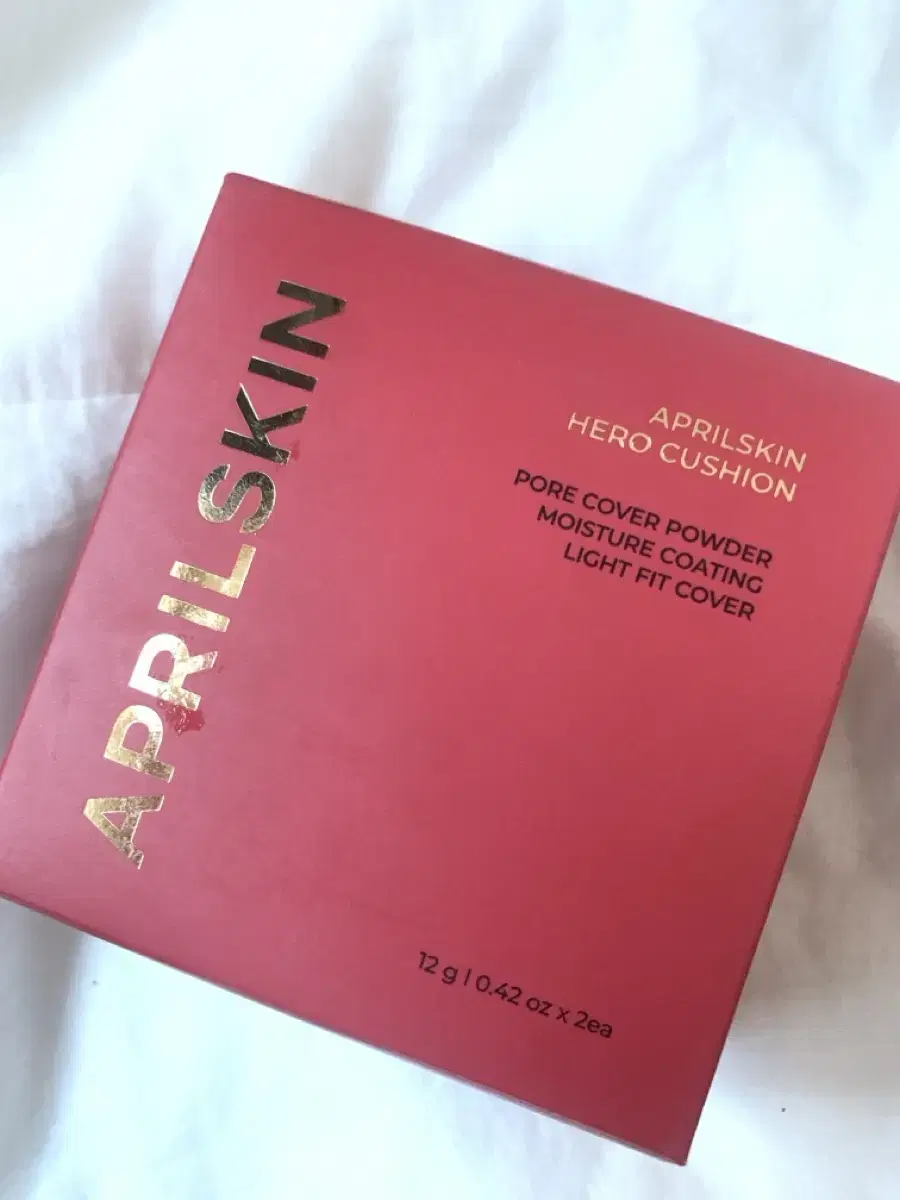 APRILSKIN
APRILSKIN
HERO CUSHION
PORE COVER POWDER
MOISTURE COATING
LIGHT FIT COVER
12 g I 0.42 oz x 2ea